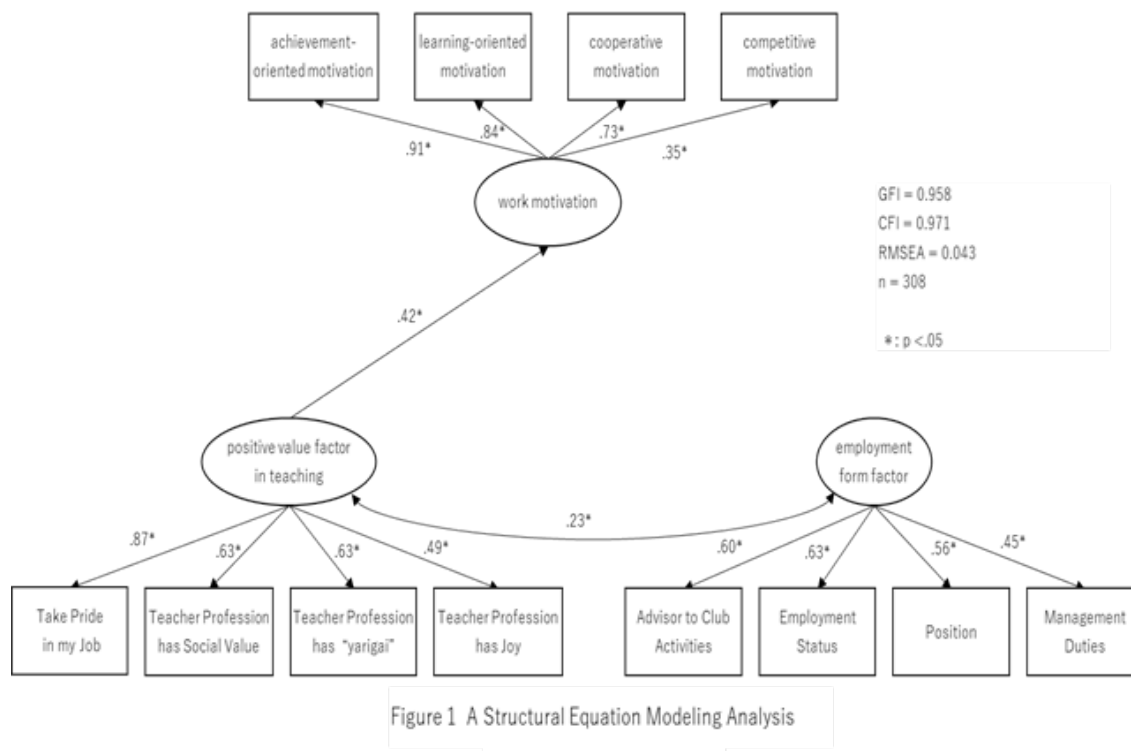 achievement-
oriented motivation
learning-oriented
motivation
cooperative
motivation
competitive
motivation
.91*
.84*
.73*
.35*
work motivation
GFI = 0.958
CFI = 0.971
RMSEA = 0.043
n = 308
*: p <.05
.42*
positive value factor
in teaching
employment
form factor
.23*
.87*
.63*
.63*
.49*
.60*
.63*
.56*
.45*
Take Pride
in my Job
Teacher Profession
has Social Value
Teacher Profession
has “yarigai”
Teacher Profession
has Joy
Advisor to Club
Activities
Employment
Status
Position
Management
Duties
Figure 1 A Structural Equation Modeling Analysis